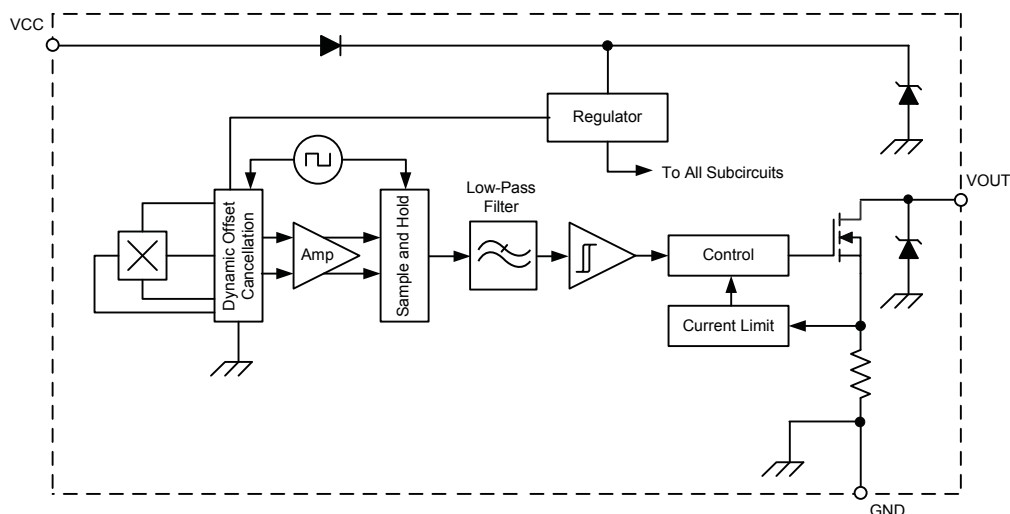 VCC
Regulator
To All Subcircuits
VOUT
Low-Pass
Filter
Dynamic Offset
Cancellation
Amp
Sample and Hold
Control
Current Limit
GND